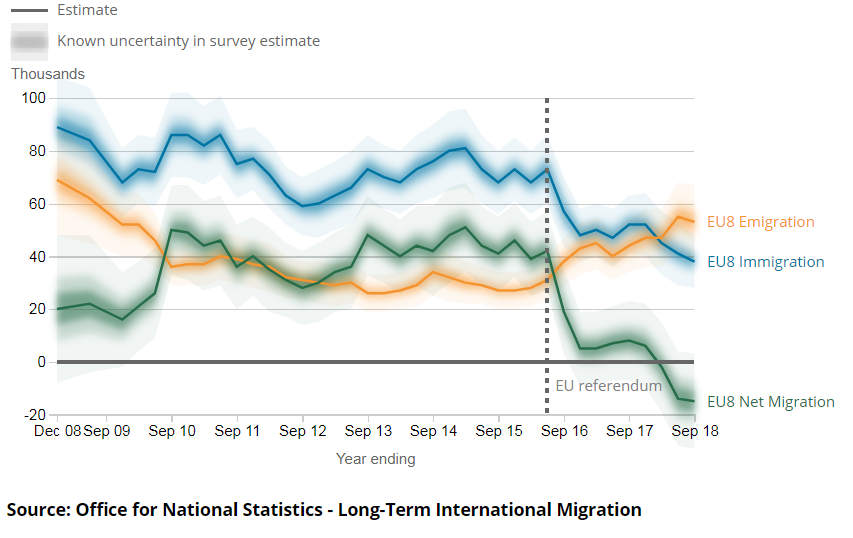 Estimate
Known uncertainty in survey estimate
Thousands
100
80
60
40
20
0
-20
EU8 Emigration
EU8 Immigration
EU referendum
EU8 Net Migration
Dec 08 Sep 09 Sep 10 Sep 11 Sep 12 Sep 13 Sep 14 Sep 15 Sep 16 Sep 17 Sep 18
Year ending
Source: Office for National Statistics - Long-Term International Migration